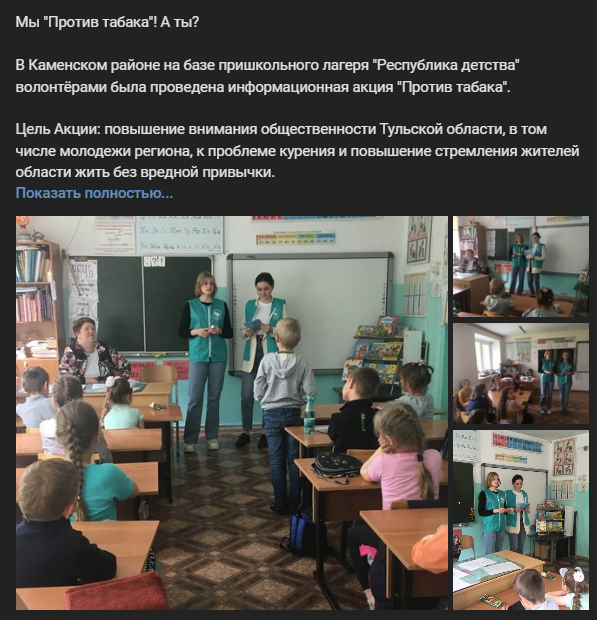 Мы "Против табака"! А ты?
В Каменском районе на базе пришкольного лагеря "Республика детства"
волонтёрами была проведена информационная акция "Против табака".
Цель Акции: повышение внимания общественности Тульской области, в том
числе молодежи региона, к проблеме курения и повышение стремления жителей
области жить без вредной привычки.
Показать полностью...